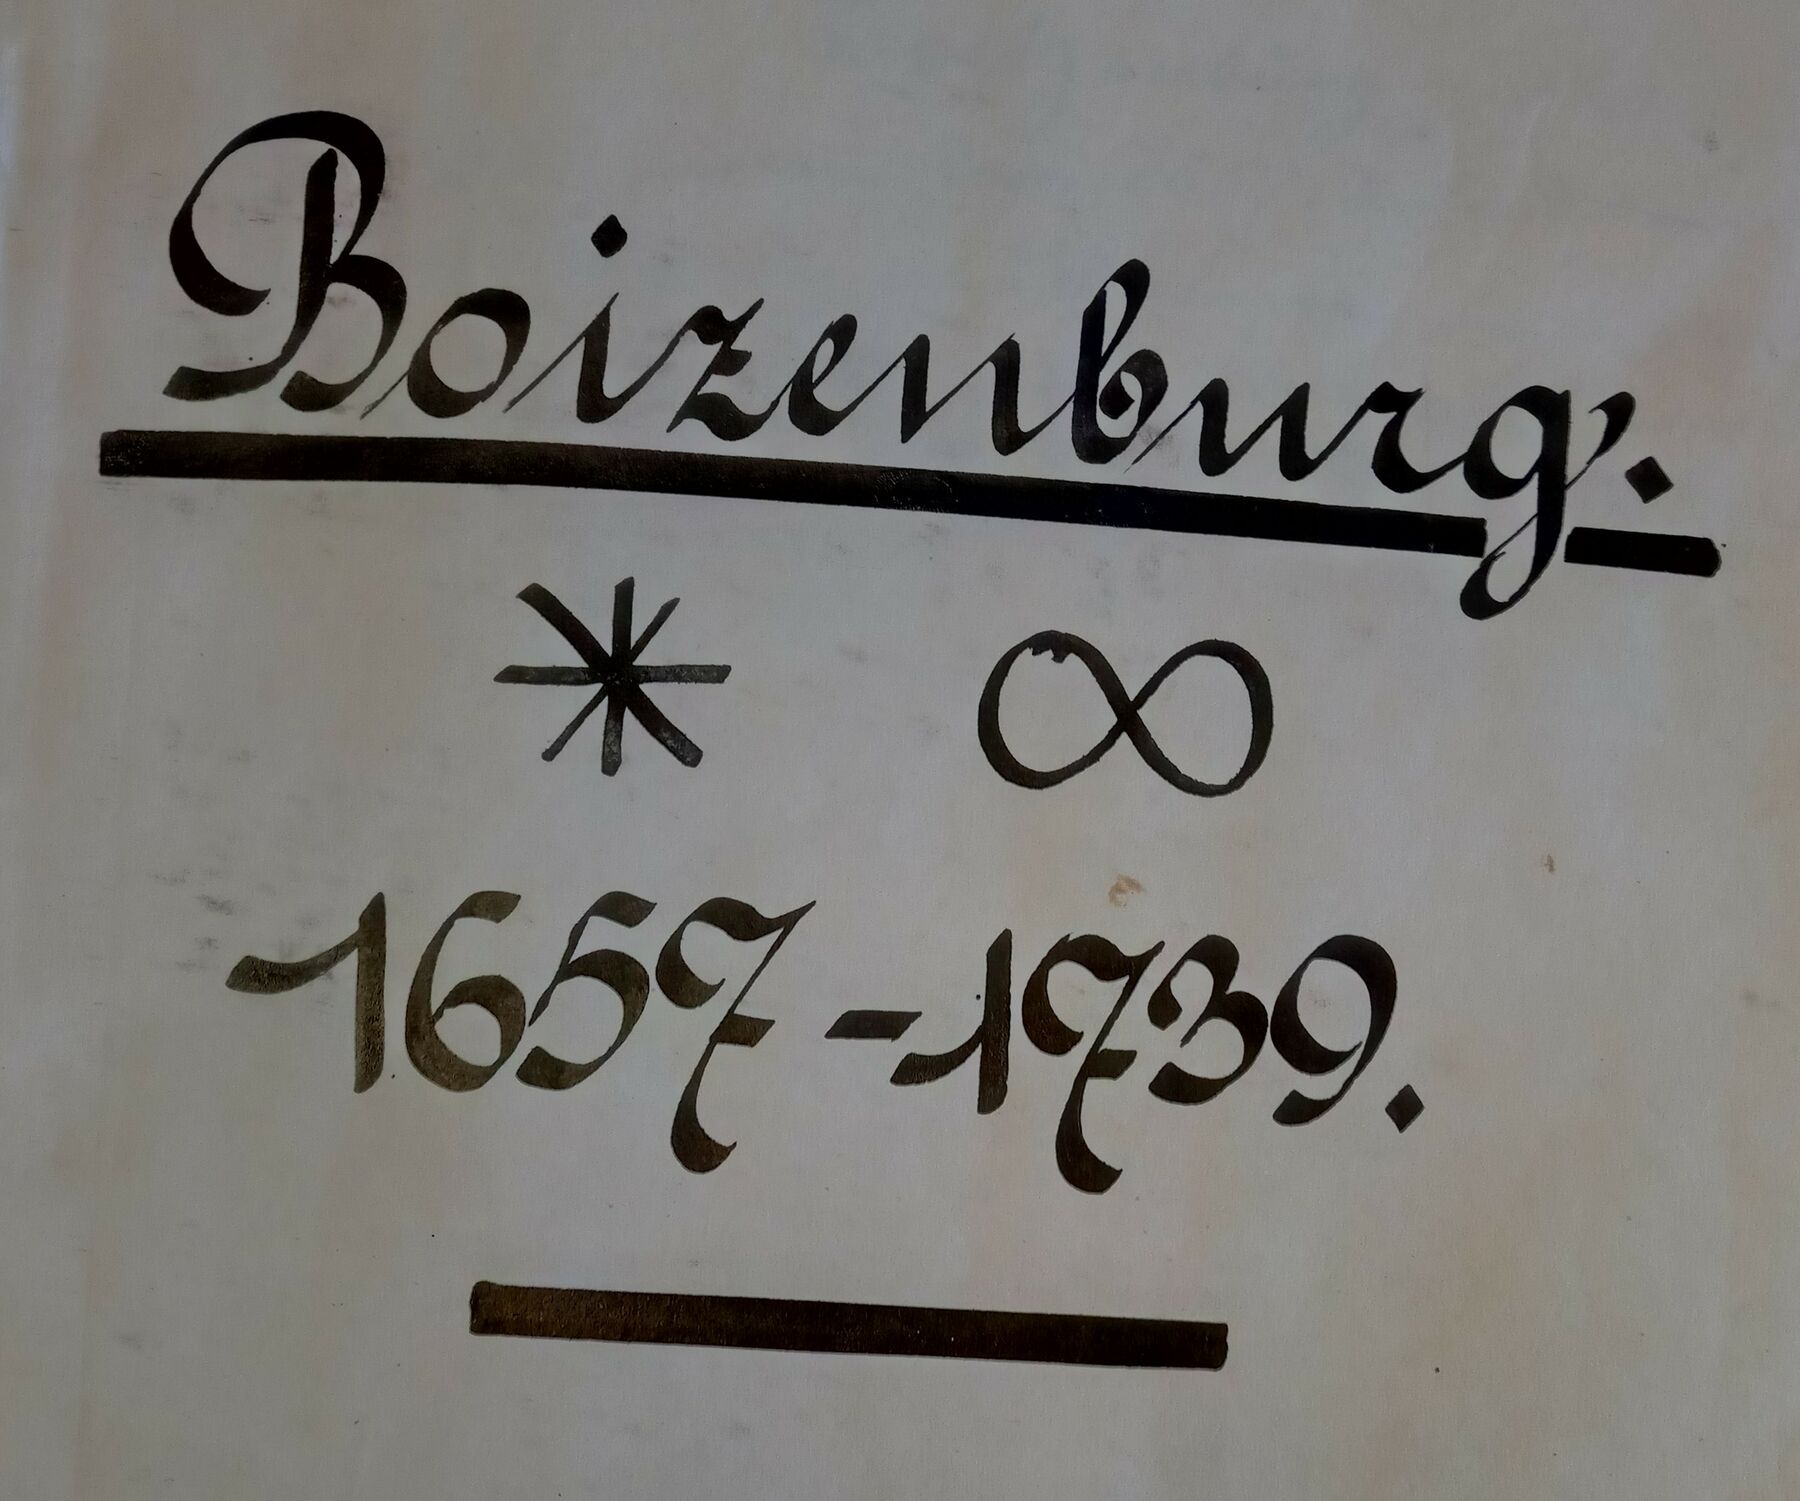 Boizenburg.
* ∞
1657-1739.